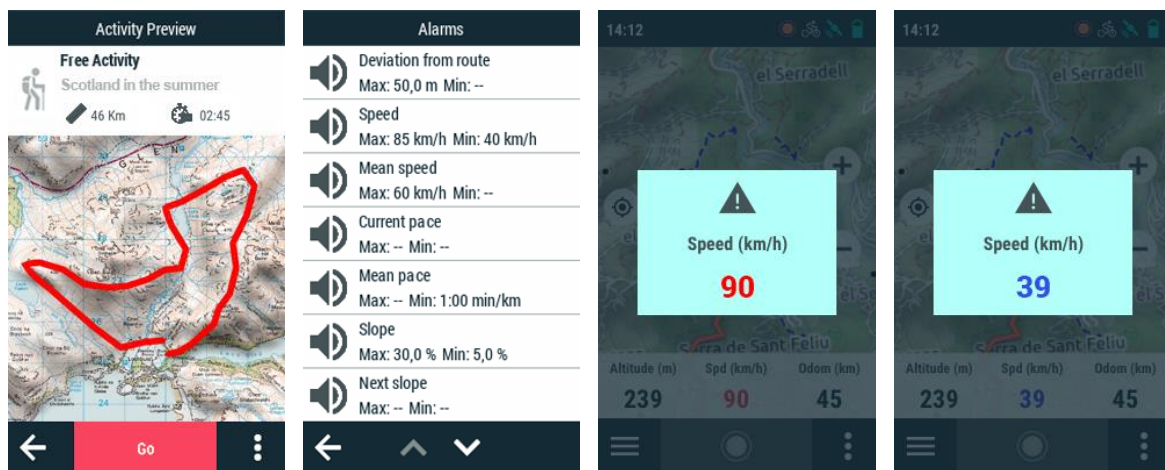 Activity Preview
Free Activity
Scotland in the summer
46 Km
02:45
24
Go
Alarms
Deviation from route
Max: 50,0 m Min: --
Speed
Max: 85 km/h Min: 40 km/h
Mean speed
Max: 60 km/h Min: --
Current pace
Max: -- Min: --
Mean pace
Max: -- Min: 1:00 min/km
Slope
Max: 30,0 % Min: 5,0 %
Next slope
Max: -- Min: --
14:12
el Serradell
+
Speed (km/h)
90
Serra de Sant Feliu
Altitude (m) Spd (km/h) Odom (km)
239 90 45
14:12
el Serradell
+
Speed (km/h)
39
Serra de Sant Feliu
Altitude (m) Spd (km/h) Odom (km)
239 39 45